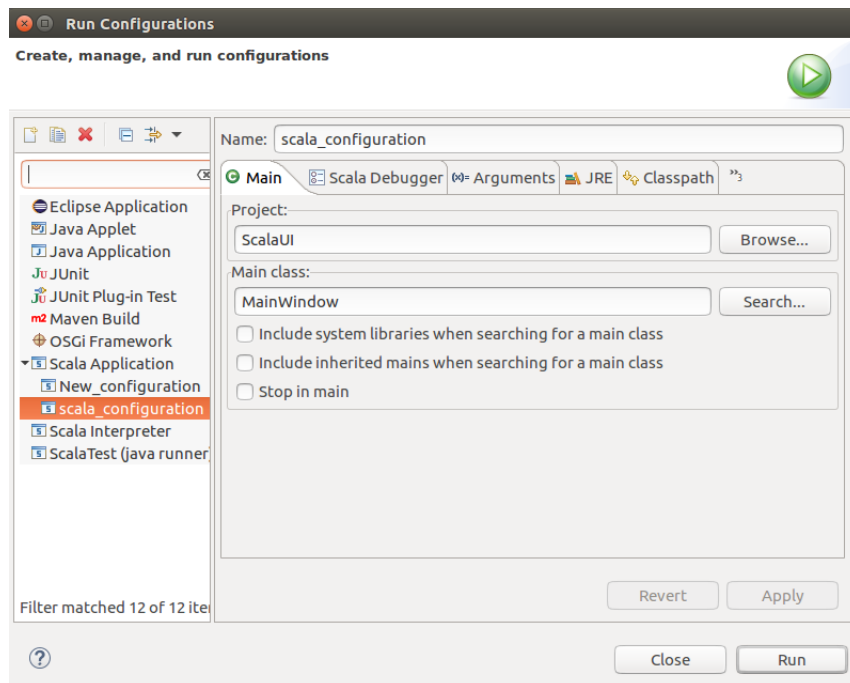 Run Configurations
Create, manage, and run configurations
Name: scala_configuration
Main
Scala Debugger
(x)= Arguments
JRE
Classpath
»3
Eclipse Application
Java Applet
Java Application
Ju JUnit
JUnit Plug-in Test
m2 Maven Build
OSGi Framework
Scala Application
New_configuration
scala_configuration
Scala Interpreter
ScalaTest (java runner
Filter matched 12 of 12 ite
Project:
ScalaUI
Browse...
Main class:
MainWindow
Search...
Include system libraries when searching for a main class
Include inherited mains when searching for a main class
Stop in main
Revert
Apply
Close
Run